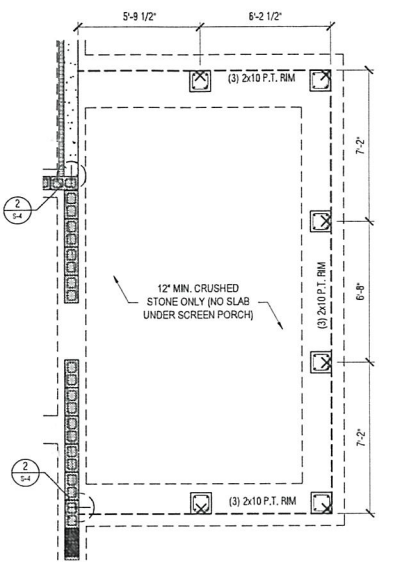 5'-9 1/2"
6'-2 1/2"
(3) 2x10 P.T. RIM
7'-2"
2
S-4
12" MIN. CRUSHED
STONE ONLY (NO SLAB
UNDER SCREEN PORCH)
(3) 2x10 P.T. RIM
6'-8"
7'-2"
2
S-4
(3) 2x10 P.T. RIM